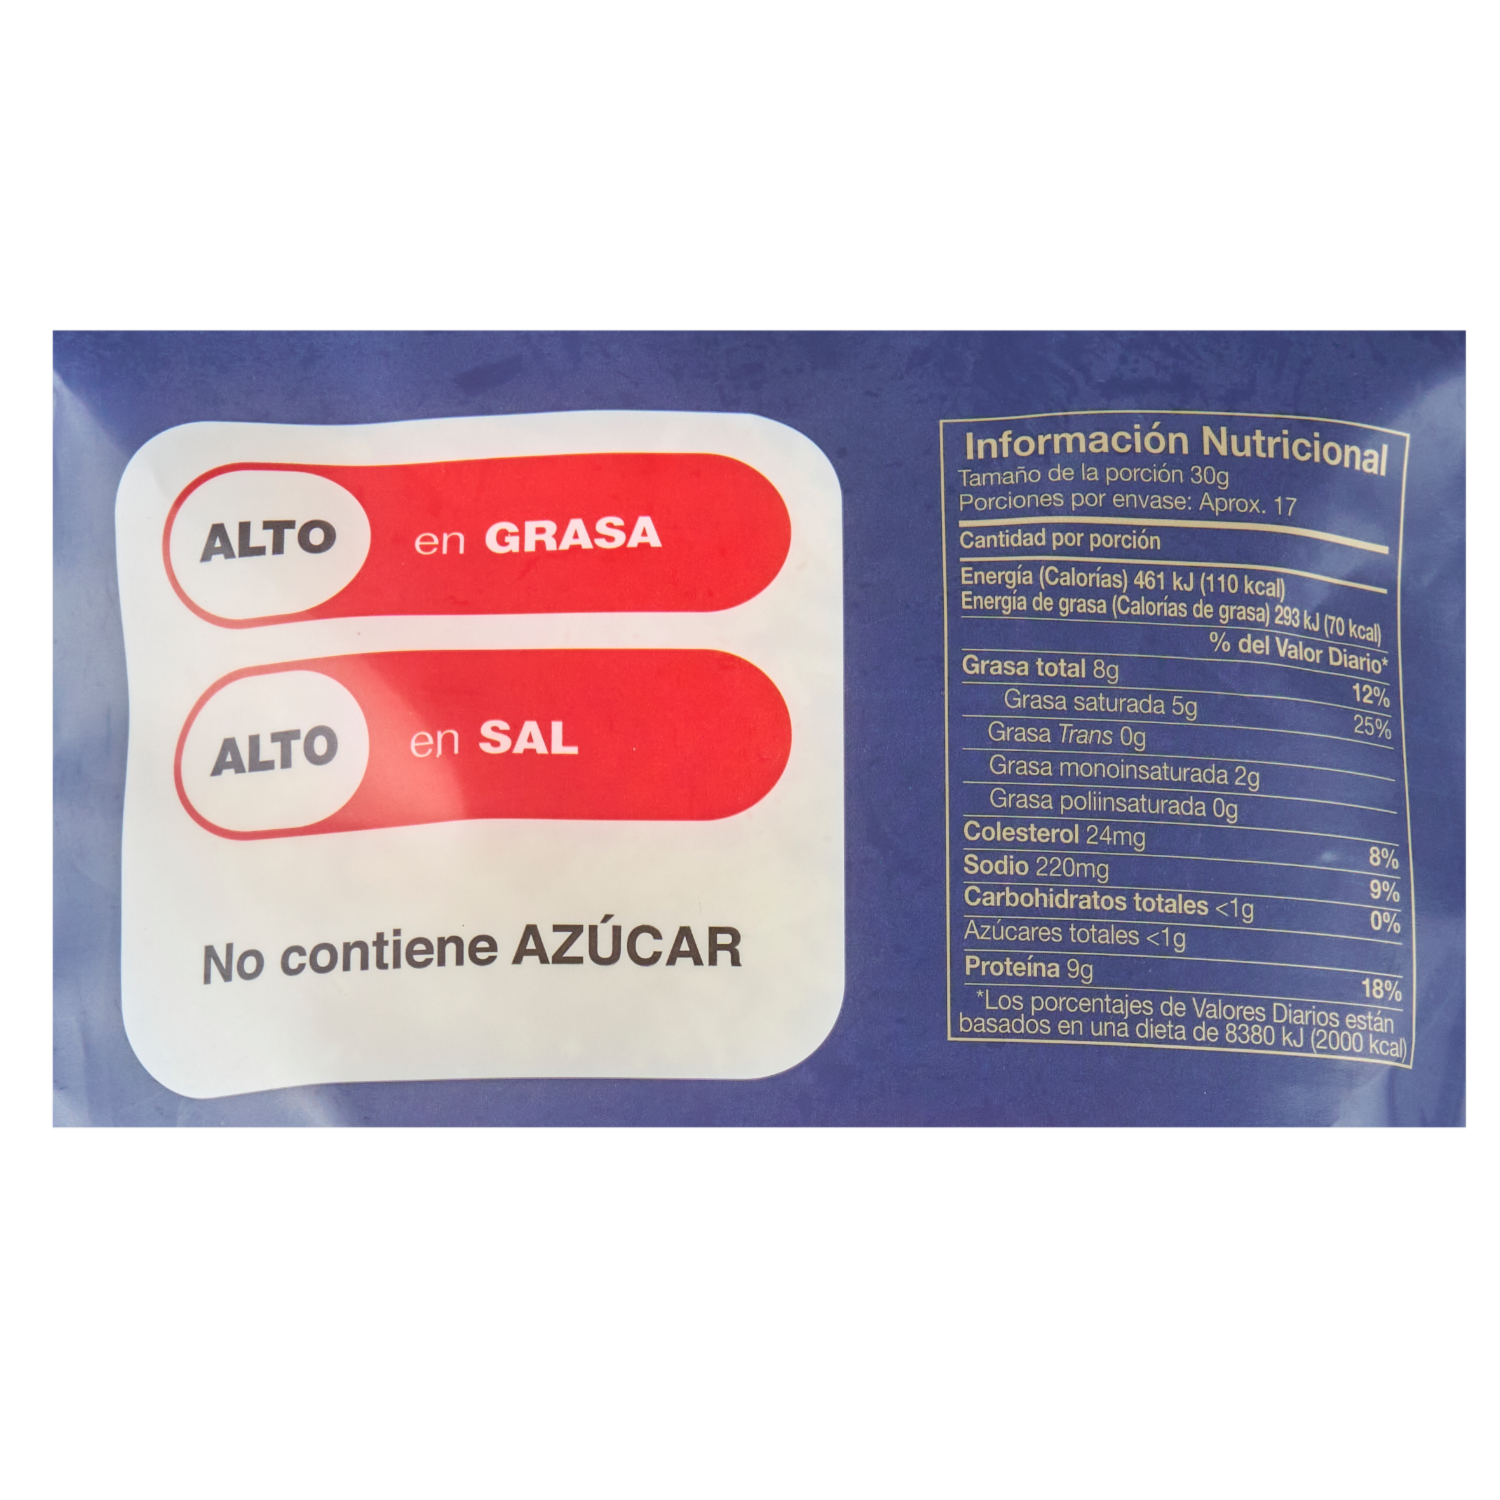 ALTO en GRASA
ALTO en SAL
No contiene AZÚCAR
Información Nutricional
Tamaño de la porción 30g
Porciones por envase: Aprox. 17
Cantidad por porción
Energía (Calorías) 461 kJ (110 kcal)
Energía de grasa (Calorías de grasa) 293 kJ (70 kcal)
% del Valor Diario*
Grasa total 8g 12%
Grasa saturada 5g 25%
Grasa Trans 0g
Grasa monoinsaturada 2g
Grasa poliinsaturada 0g
Colesterol 24mg 8%
Sodio 220mg 9%
Carbohidratos totales <1g 0%
Azúcares totales <1g
Proteína 9g 18%
*Los porcentajes de Valores Diarios están
basados en una dieta de 8380 kJ (2000 kcal)